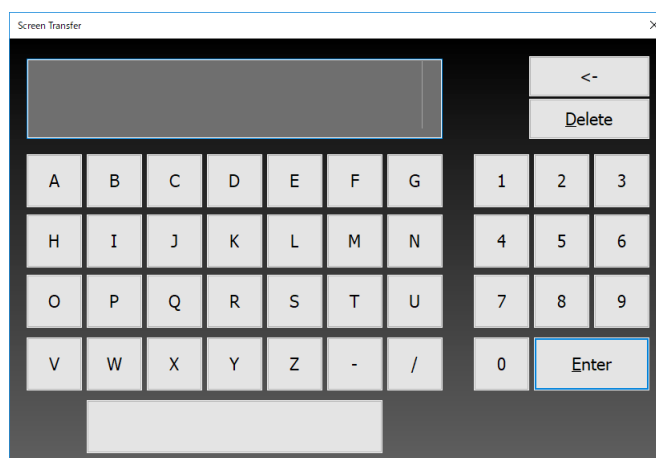 Screen Transfer
<-
Delete
A B C D E F G 1 2 3
H I J K L M N 4 5 6
O P Q R S T U 7 8 9
V W X Y Z - / 0 Enter